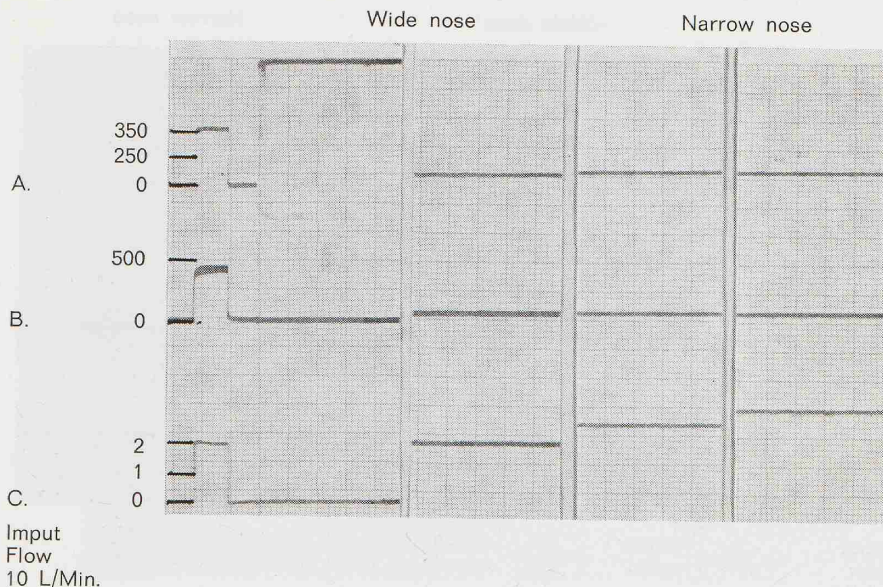 Wide nose
Narrow nose
350
250
A.
0
500
B.
0
2
1
C.
0
Imput
Flow
10 L/Min.